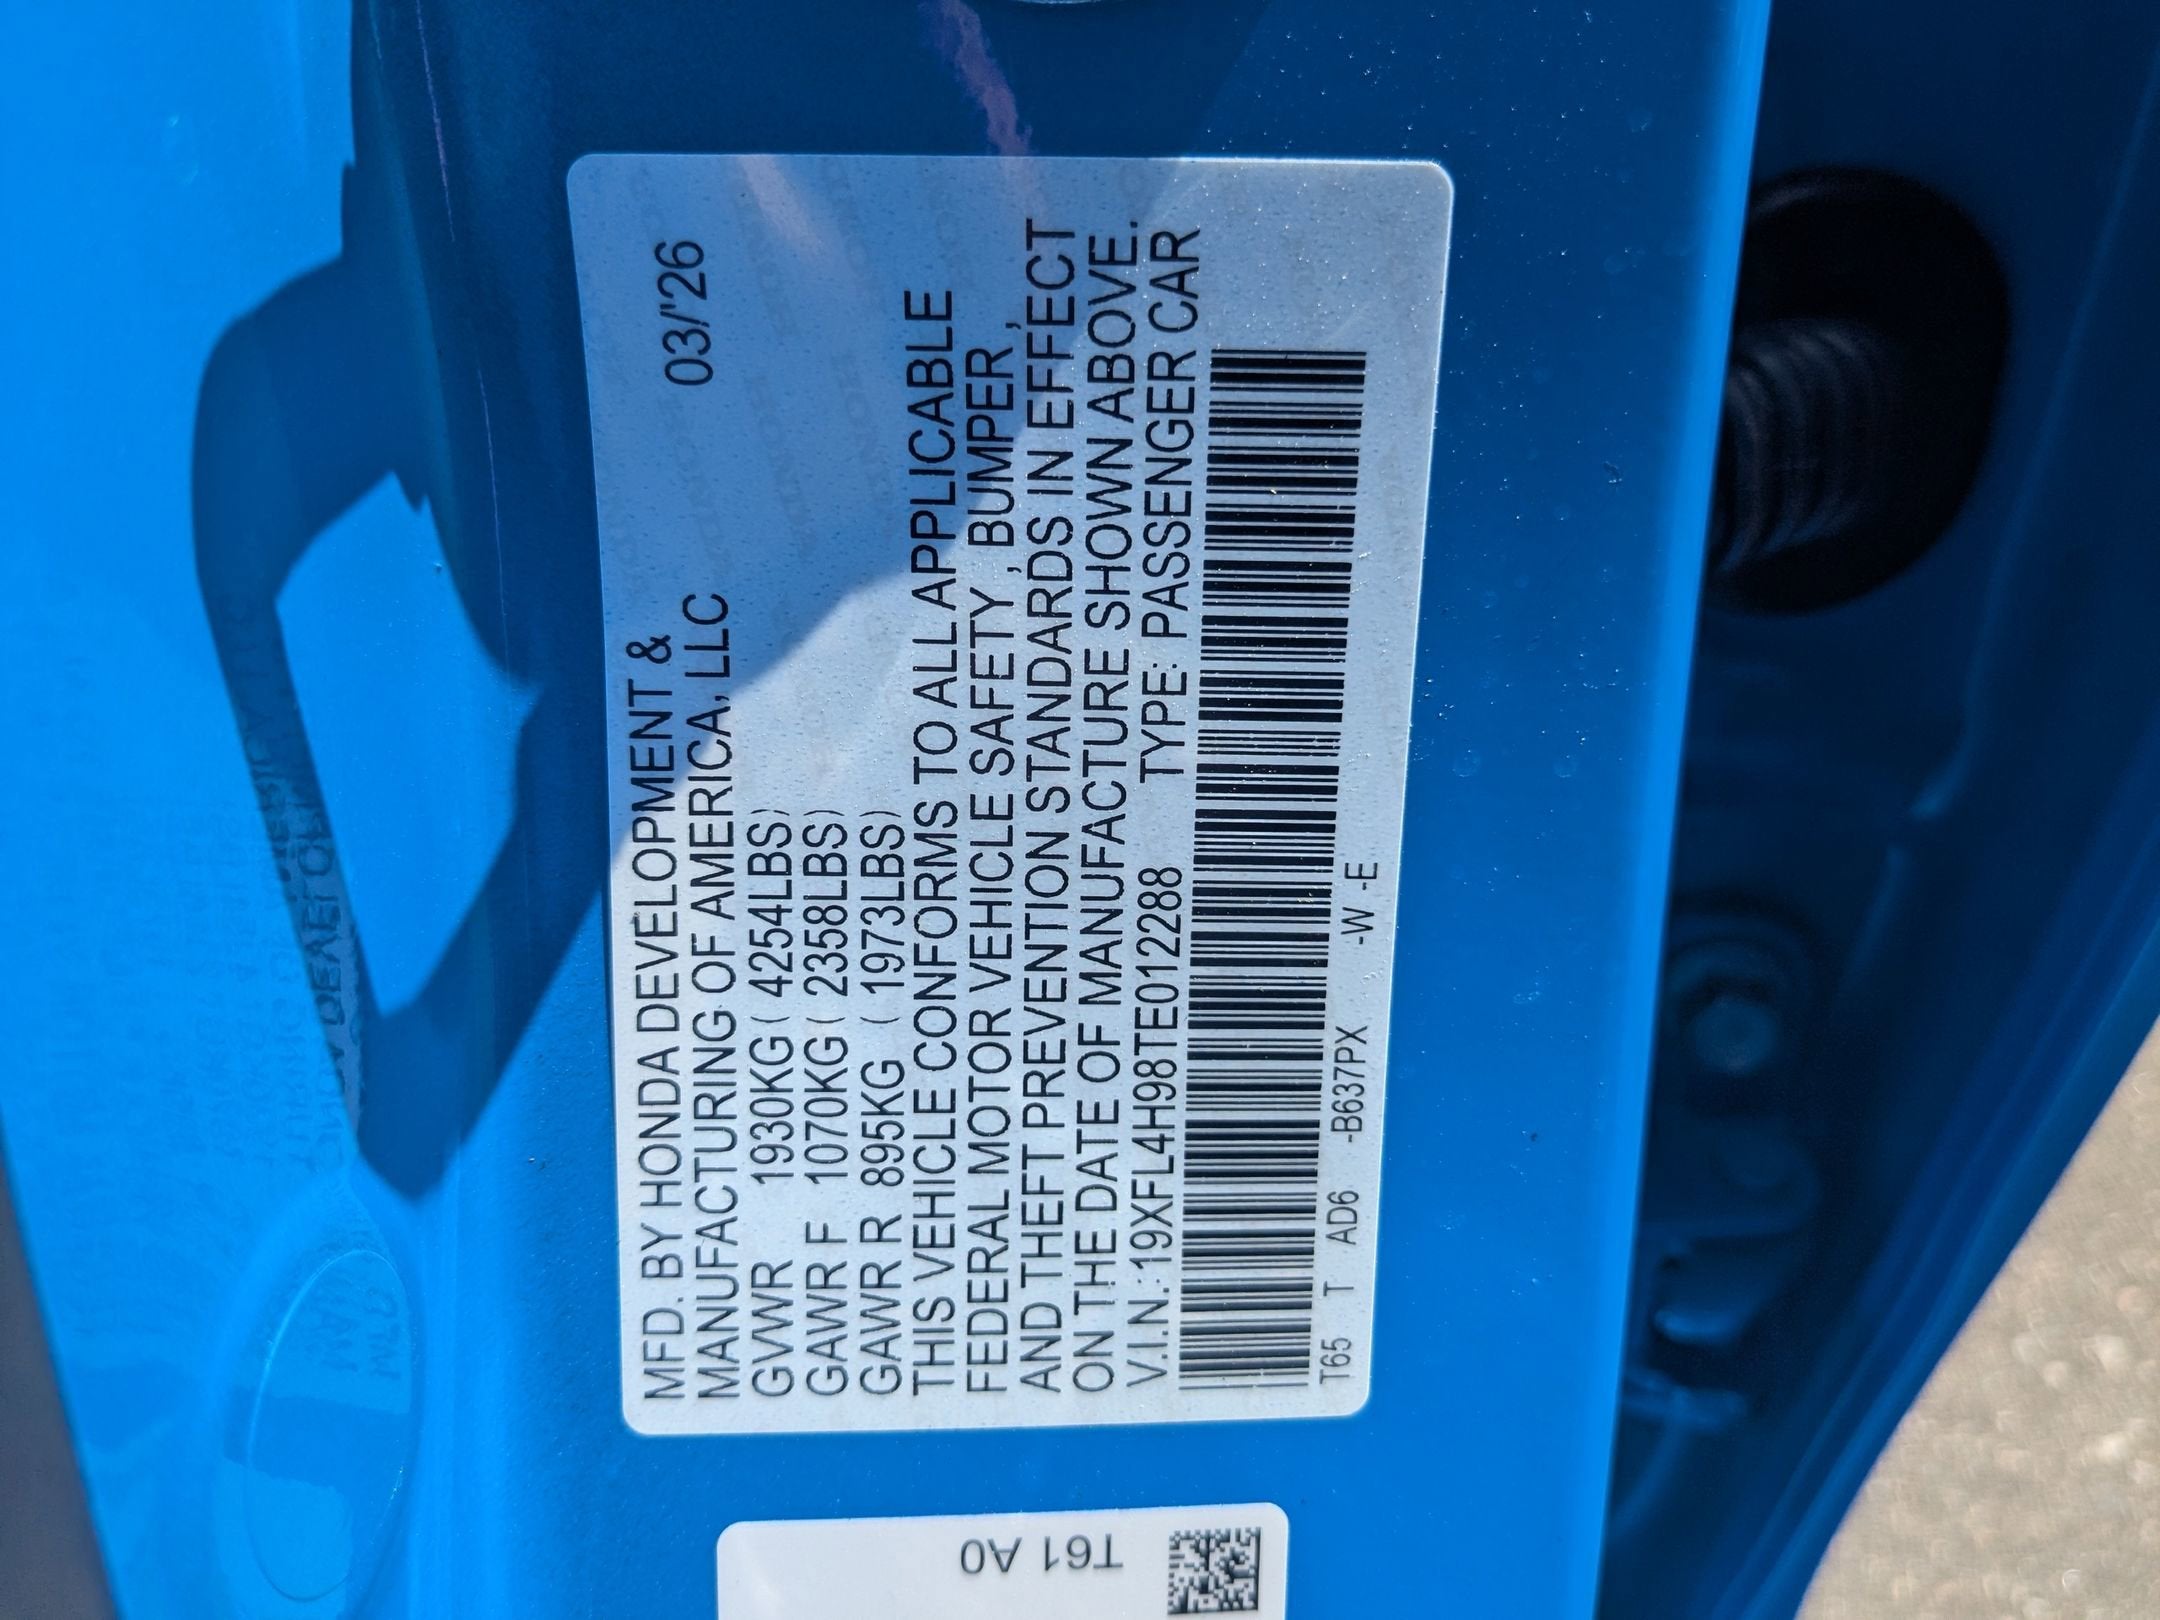 MFD. BY HONDA DEVELOPMENT &
MANUFACTURING OF AMERICA, LLC 03/'26
GVWR 1930KG ( 4254LBS)
GAWR F 1070KG ( 2358LBS)
GAWR R 895KG ( 1973LBS)
THIS VEHICLE CONFORMS TO ALL APPLICABLE
FEDERAL MOTOR VEHICLE SAFETY , BUMPER ,
AND THEFT PREVENTION STANDARDS IN EFFECT
ON THE DATE OF MANUFACTURE SHOWN ABOVE.
V.I.N.: 19XFL4H98TE012288 TYPE: PASSENGER CAR
T65 T AD6 -B637PX -W -E
T61 A0